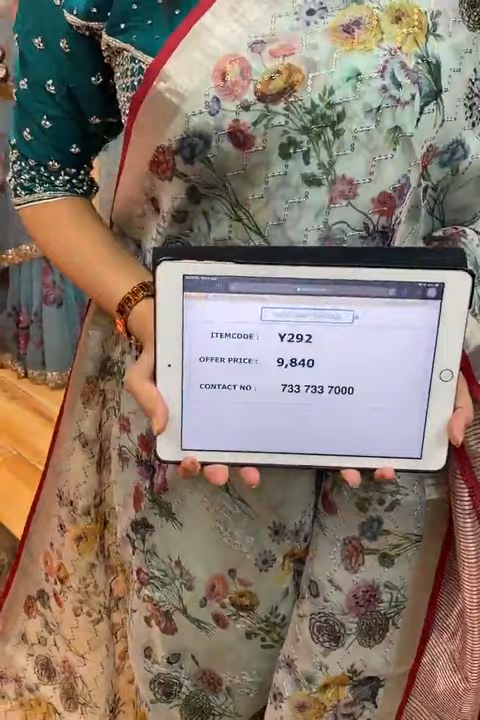 ITEMCODE : Y292
OFFER PRICE : 9,840
CONTACT NO : 733 733 7000